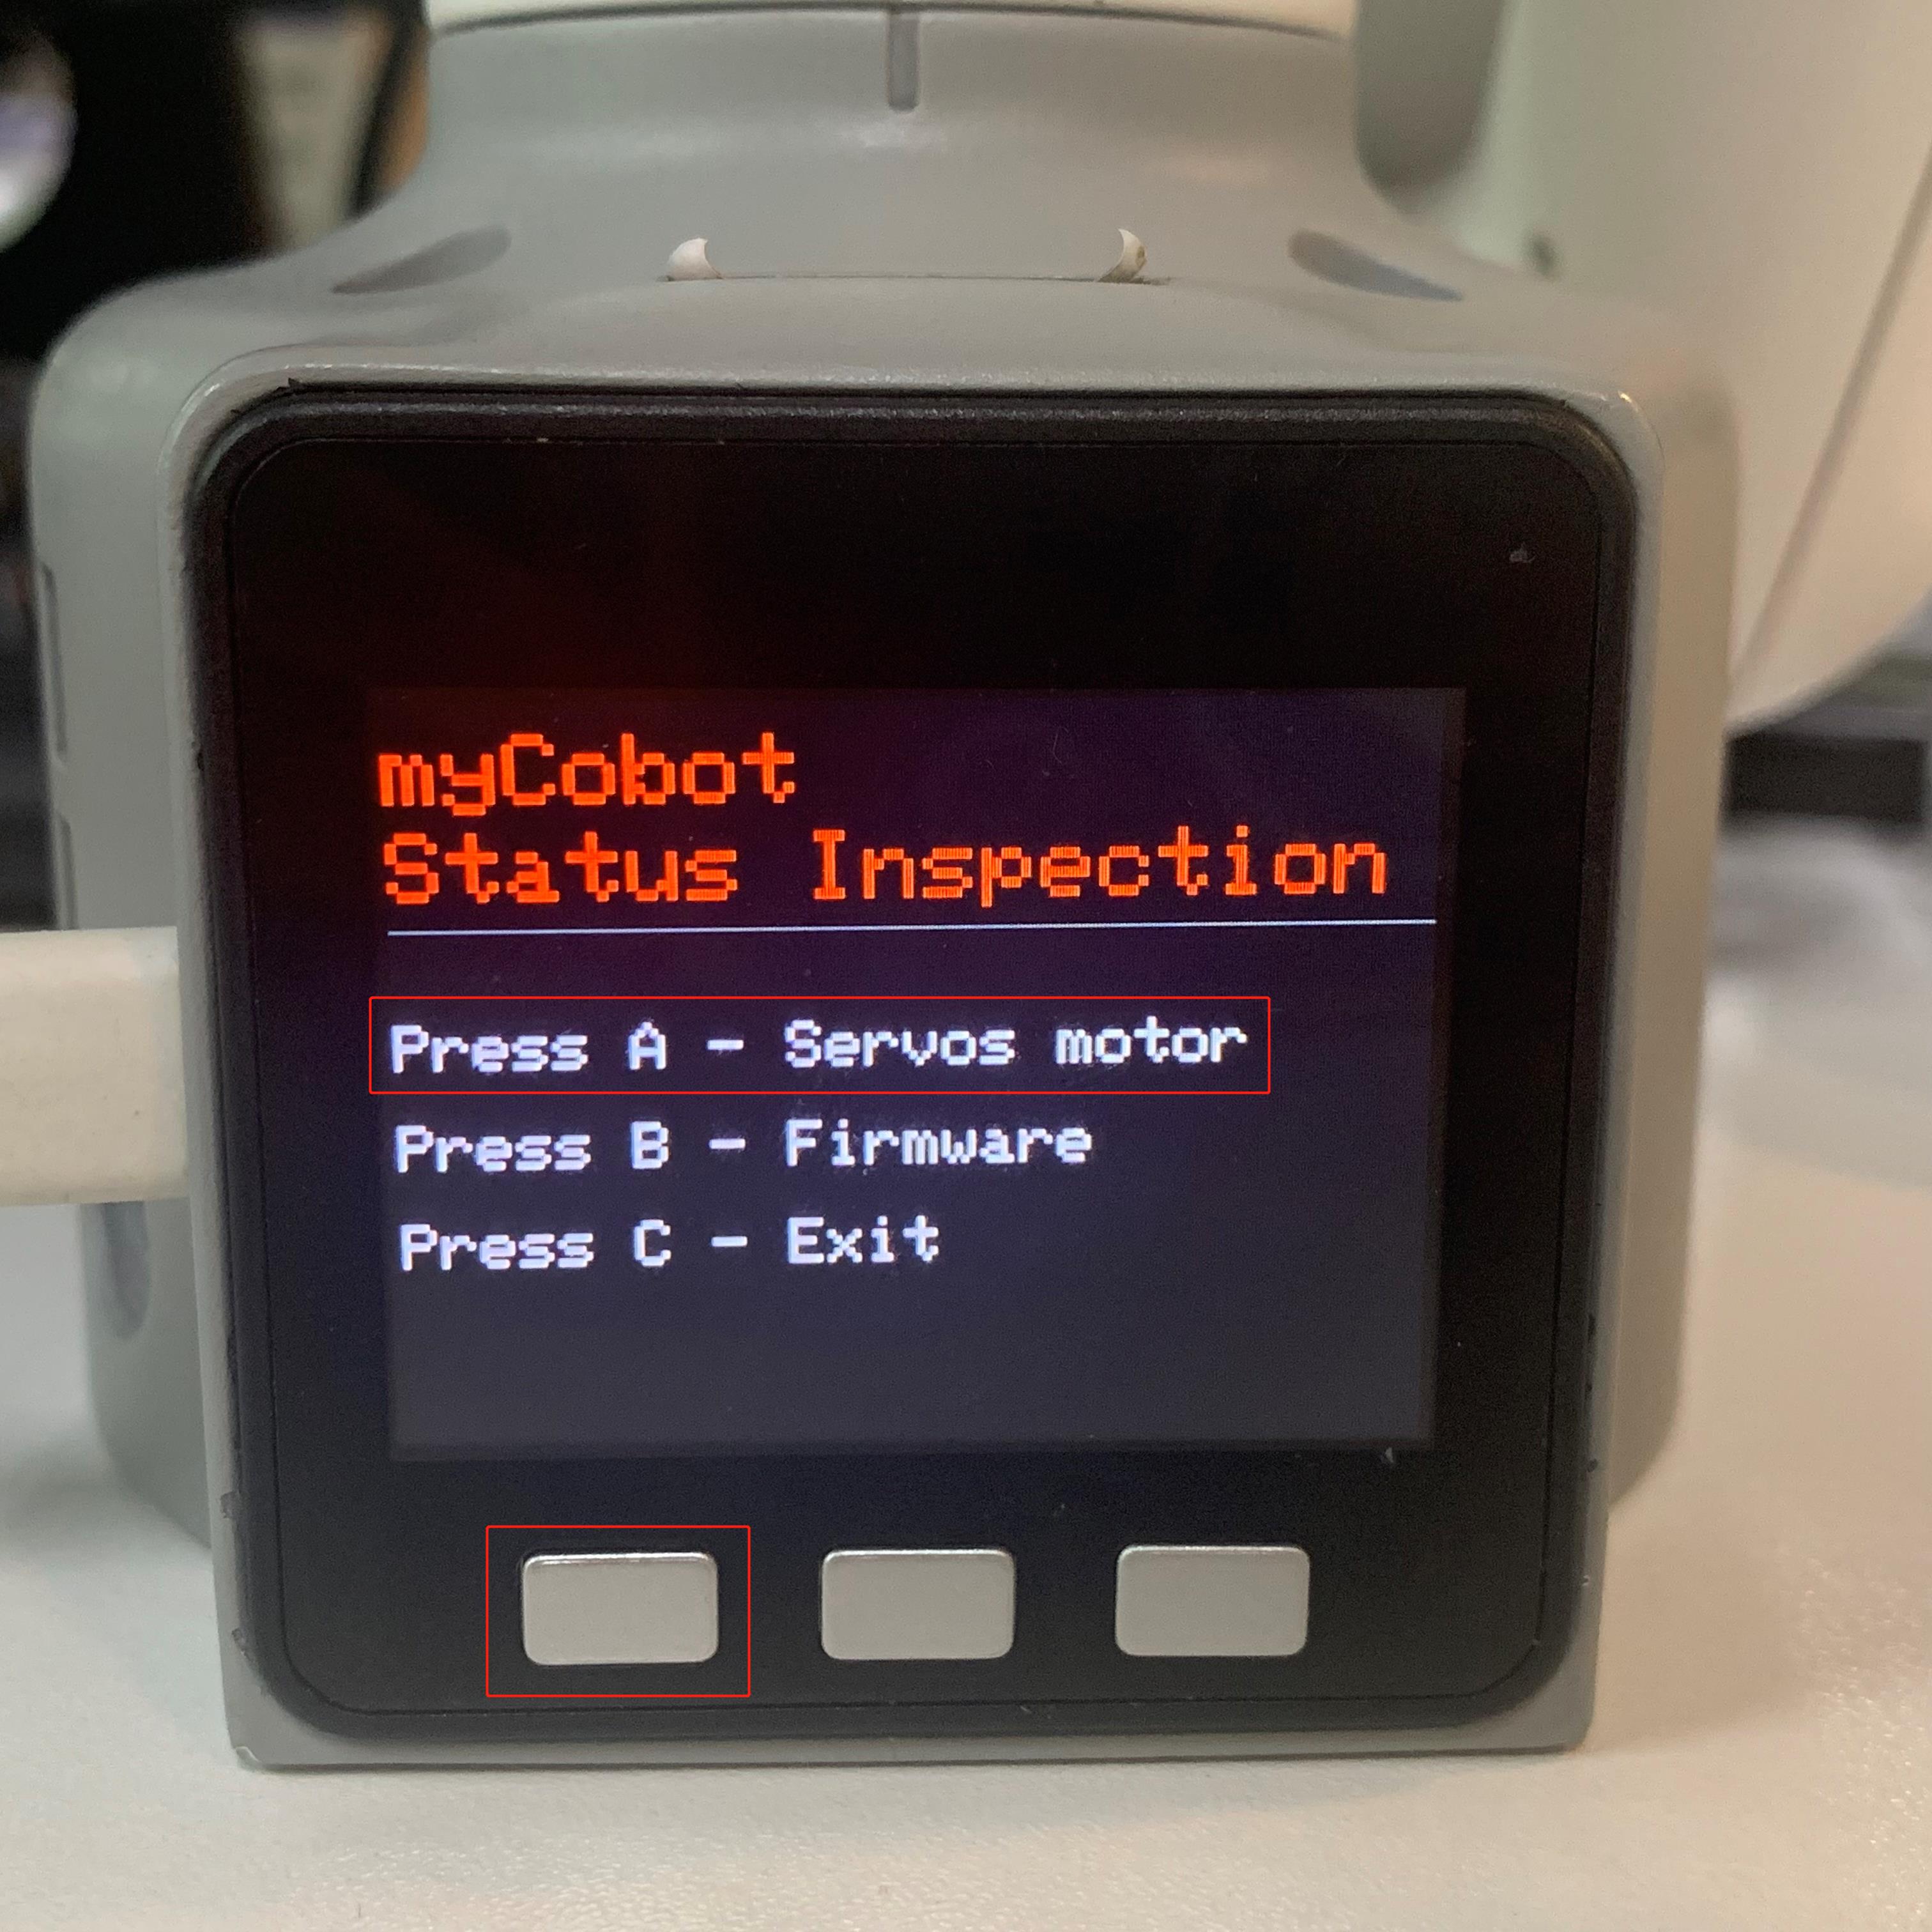 myCobot
Status Inspection
Press A - Servos motor
Press B - Firmware
Press C - Exit